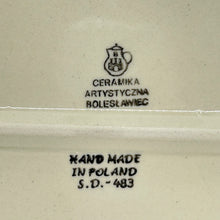 B
CERAMIKA
ARTYSTYCZNA
BOLESŁAWIEC
HAND MADE
IN POLAND
S.D.-483